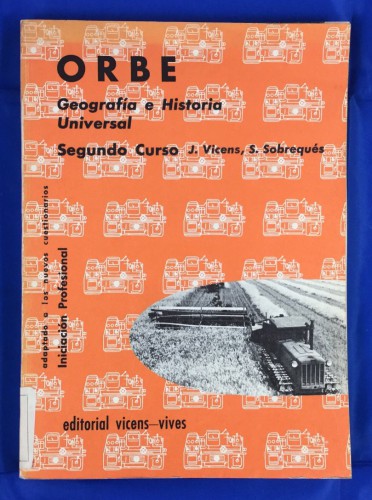 ORBE
Geografía e Historia
Universal
Segundo Curso J. Vicens, S. Sobrequés
adaptado a los nuevos cuestionarios
Iniciación Profesional
editorial vicens—vives